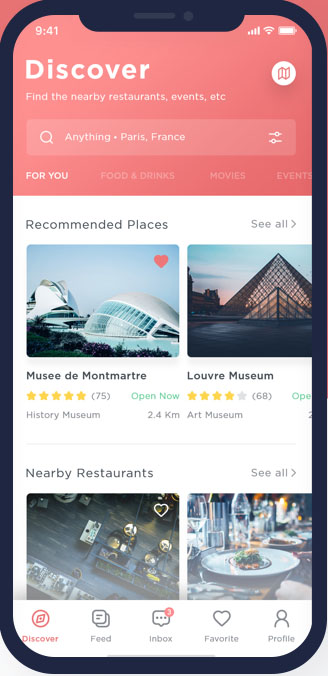 9:41
Discover
Find the nearby restaurants, events, etc
Anything • Paris, France
FOR YOU FOOD & DRINKS MOVIES EVENTS
Recommended Places See all >
Musee de Montmartre Louvre Museum
(75) Open Now (68) Ope
History Museum 2.4 Km Art Museum 2
Nearby Restaurants See all >
3
Discover Feed Inbox Favorite Profile